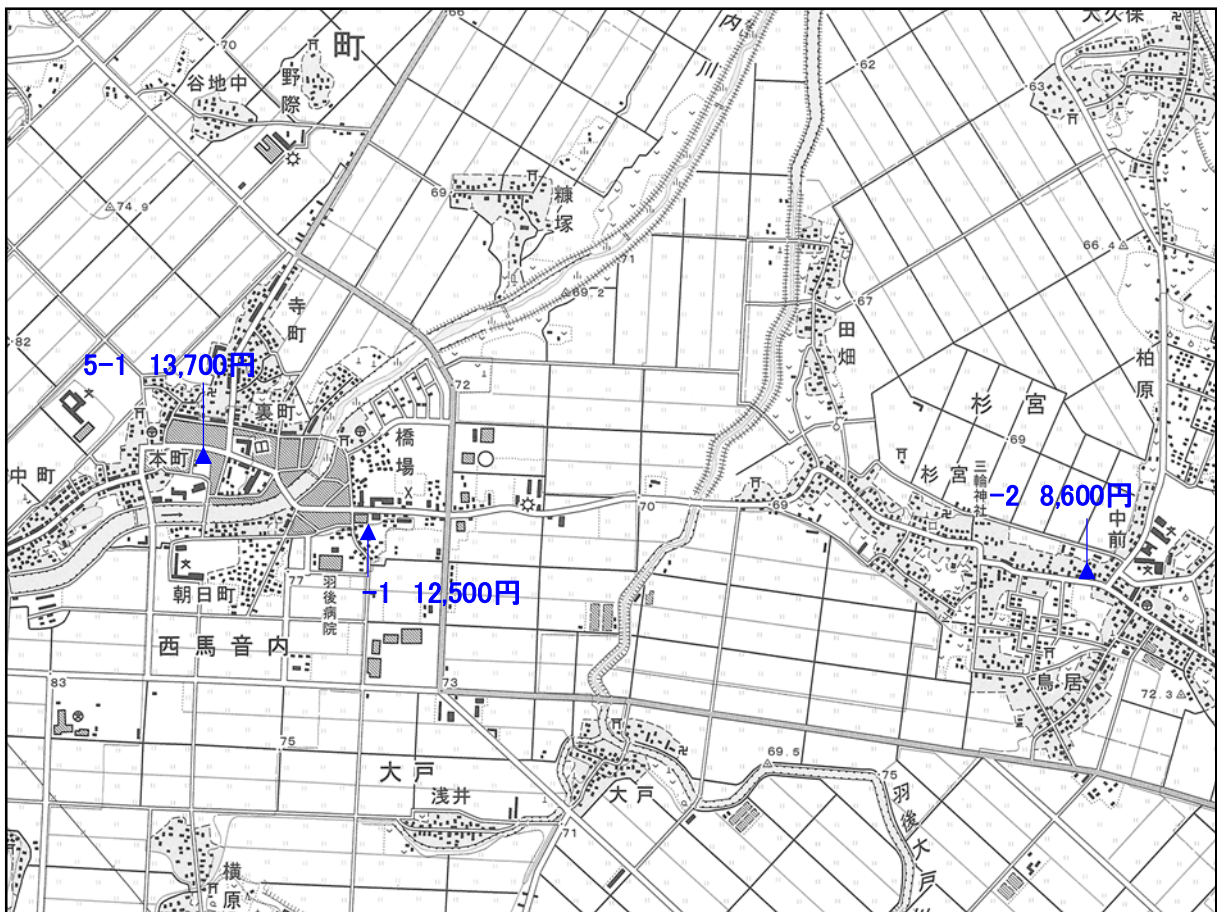 大久保
66
内
川
町
70
谷地中
野際
62
63
74.9
69
糠塚
71
69.2
66.4
寺町
67
田畑
柏原
82
5-1 13,700円
72
裏町
橋場
杉宮
69
本町
中町
杉宮
三輪神社
-2 8,600円
70
69
中前
77
羽後病院
-1 12,500円
朝日町
西馬音内
83
73
鳥居
72.3
75
大戸
69.5
75
浅井
大戸
71
羽後大戸川
横原